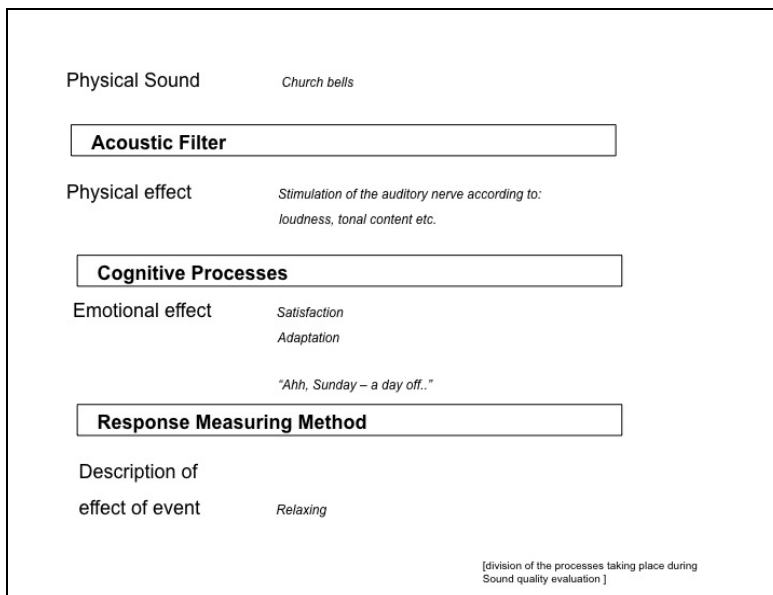 Physical Sound Church bells
Acoustic Filter
Physical effect Stimulation of the auditory nerve according to:
loudness, tonal content etc.
Cognitive Processes
Emotional effect Satisfaction
Adaptation
“Ahh, Sunday – a day off..”
Response Measuring Method
Description of
effect of event Relaxing
[division of the processes taking place during
Sound quality evaluation ]